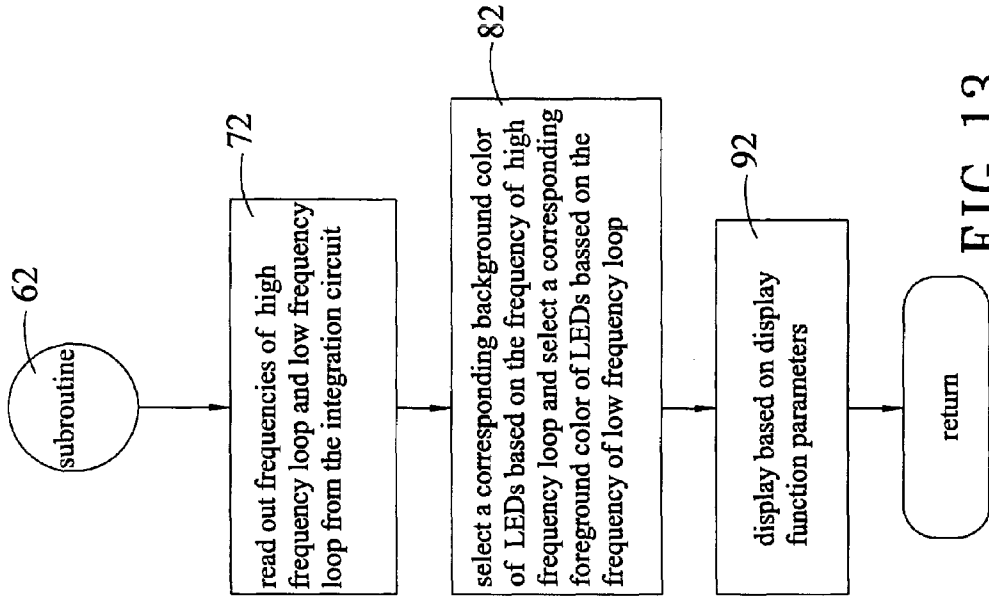 62
subroutine
72
read out frequencies of high
frequency loop and low frequency
loop from the integration circuit
82
select a corresponding background color
of LEDs based on the frequency of high
frequency loop and select a corresponding
foreground color of LEDs bassed on the
frequency of low frequency loop
92
display based on display
function parameters
return
FIG 13